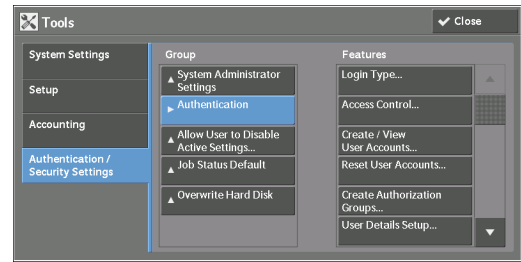 Tools
Close
System Settings
Setup
Accounting
Authentication /
Security Settings
Group
System Administrator
Settings
Authentication
Allow User to Disable
Active Settings...
Job Status Default
Overwrite Hard Disk
Features
Login Type...
Access Control...
Create / View
User Accounts...
Reset User Accounts...
Create Authorization
Groups...
User Details Setup...